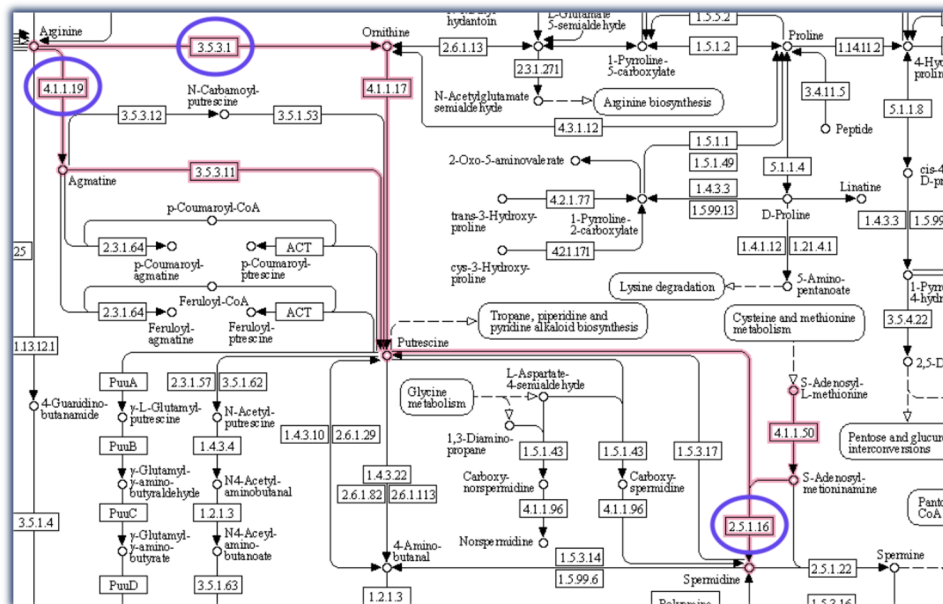 hydantoin
L-Glutamate
5-semialdehyde
1.5.5.2
Arginine
Ornithine
Proline
3.5.3.1
2.6.1.13
1.5.1.2
1.14.11.2
1-Pyrroline-
5-carboxylate
2.3.1.271
4.1.1.19
4.1.1.17
N-Carbamoyl-
putrescine
N-Acetylglutamate
semialdehyde
Arginine biosynthesis
3.4.11.5
3.5.3.12
3.5.1.53
4.3.1.12
Peptide
5.1.1.8
1.5.1.1
2-Oxo-5-aminovalerate
1.5.1.49
5.1.1.4
Agmatine
3.5.3.11
1.4.3.3
Linatine
4.2.1.77
1.5.99.13
trans-3-Hydroxy-
proline
1-Pyrroline-
2-carboxylate
D-Proline
1.4.3.3
p-Coumaroyl-CoA
2.3.1.64
ACT
4.2.1.171
1.4.1.12
1.21.4.1
p-Coumaroyl-
agmatine
p-Coumaroyl-
ptrescine
cys-3-Hydroxy-
proline
Lysine degradation
5-Amino-
pentanoate
Feruloyl-CoA
2.3.1.64
ACT
Feruloyl-
agmatine
Feruloyl-
ptrescine
Tropane, piperidine and
pyridine alkaloid biosynthesis
Cysteine and methionine
metabolism
3.5.4.22
1.13.12.1
Putrescine
PuuA
2.3.1.57
3.5.1.62
Glycine
metabolism
L-Aspartate-
4-semialdehyde
S-Adenosyl-
L-methionine
4-Guanidino-
butanamide
γ-L-Glutamyl-
putrescine
N-Acetyl-
putrescine
1.4.3.10
2.6.1.29
1,3-Diamino-
propane
4.1.1.50
Pentose and glucu
interconversions
PuuB
1.4.3.4
1.5.1.43
1.5.1.43
1.5.3.17
γ-Glutamyl-
γ-amino-
butyraldehyde
N4-Acetyl-
aminobutanal
1.4.3.22
2.6.1.82
2.6.1.113
Carboxy-
norspermidine
Carboxy-
spermidine
S-Adenosyl-
metioninamine
PuuC
1.2.1.3
4.1.1.96
4.1.1.96
3.5.1.4
2.5.1.16
γ-Glutamyl-
γ-amino-
butyrate
N4-Acetyl-
amino-
butanoate
4-Amino-
butanal
Norspermidine
1.5.3.14
1.5.99.6
Spermidine
2.5.1.22
Spermine
PuuD
3.5.1.63
1.2.1.3